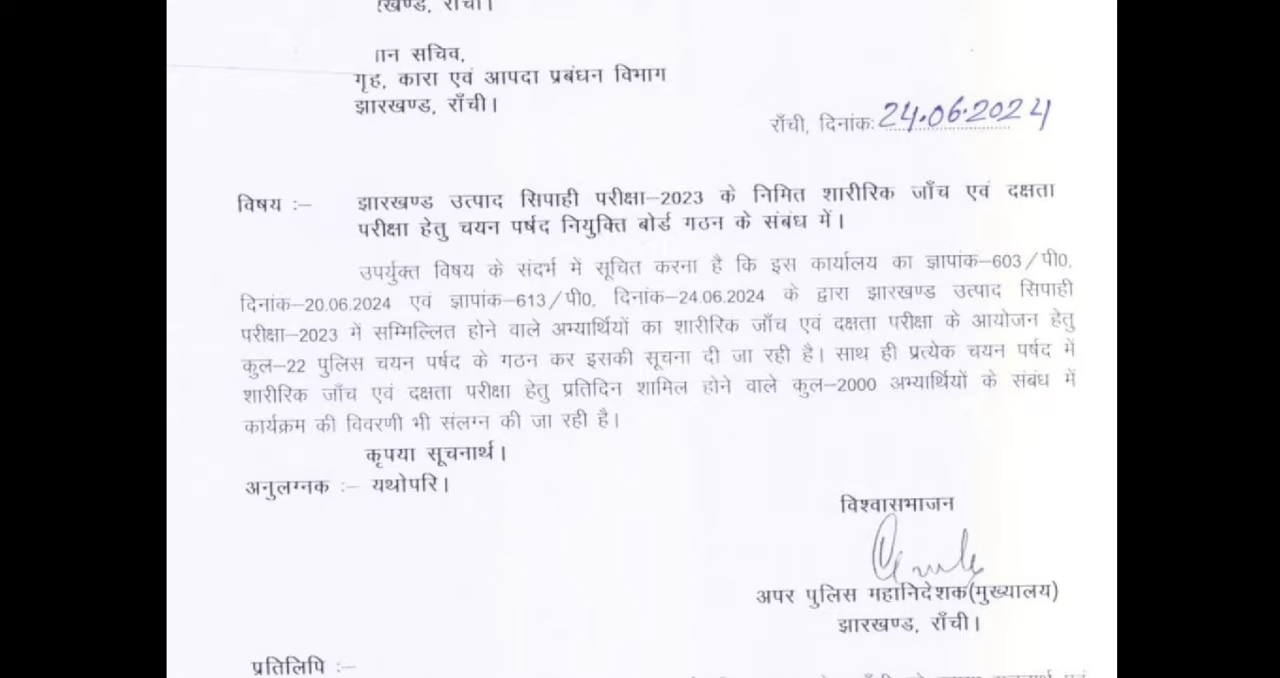 झारखण्ड, राँची।
सचिव,
गृह, कारा एवं आपदा प्रबंधन विभाग
झारखण्ड, राँची।
राँची, दिनांक: 24.06.2024
विषय :– झारखण्ड उत्पाद सिपाही परीक्षा–2023 के निमित शारीरिक जाँच एवं दक्षता
परीक्षा हेतु चयन पर्षद नियुक्ति बोर्ड गठन के संबंध में।
उपर्युक्त विषय के संदर्भ में सूचित करना है कि इस कार्यालय का ज्ञापांक–603/पी0,
दिनांक–20.06.2024 एवं ज्ञापांक–613/पी0, दिनांक–24.06.2024 के द्वारा झारखण्ड उत्पाद सिपाही
परीक्षा–2023 में सम्मिल्लित होने वाले अभ्यार्थियों का शारीरिक जाँच एवं दक्षता परीक्षा के आयोजन हेतु
कुल–22 पुलिस चयन पर्षद के गठन कर इसकी सूचना दी जा रही है। साथ ही प्रत्येक चयन पर्षद में
शारीरिक जाँच एवं दक्षता परीक्षा हेतु प्रतिदिन शामिल होने वाले कुल–2000 अभ्यार्थियों के संबंध में
कार्यक्रम की विवरणी भी संलग्न की जा रही है।
कृपया सूचनार्थ।
अनुलग्नक :– यथोपरि।
विश्वासभाजन
अपर पुलिस महानिदेशक(मुख्यालय)
झारखण्ड, राँची।
प्रतिलिपि :–